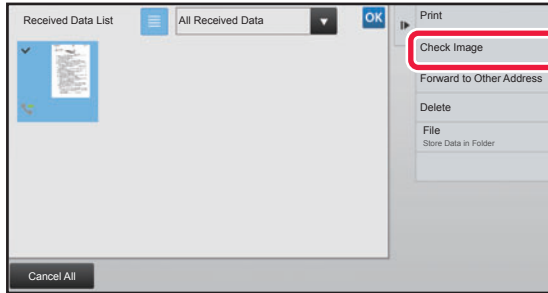 Received Data List
All Received Data
OK
Print
Check Image
Forward to Other Address
Delete
File
Store Data in Folder
Cancel All